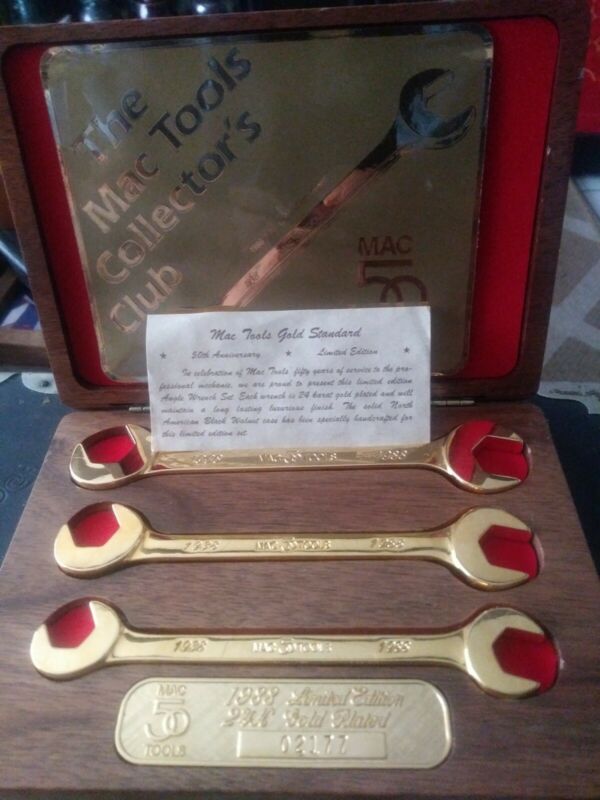 The
Mac Tools
Collector's
Club
MAC
50
Mac Tools Gold Standard
★ 50th Anniversary ★ Limited Edition ★
In celebration of Mac Tools fifty years of service to the pro-
fessional mechanic, we are proud to present this limited edition
Angle Wrench Set. Each wrench is 24 karat gold plated and will
maintain a long lasting luxurious finish. The solid North
American Black Walnut case has been specially handcrafted for
this limited edition set.
1938 MAC 50 TOOLS 1988
1938 MAC 50 TOOLS 1988
1938 MAC 50 TOOLS 1988
MAC
50
TOOLS
1988 Limited Edition
24K Gold Plated
02177